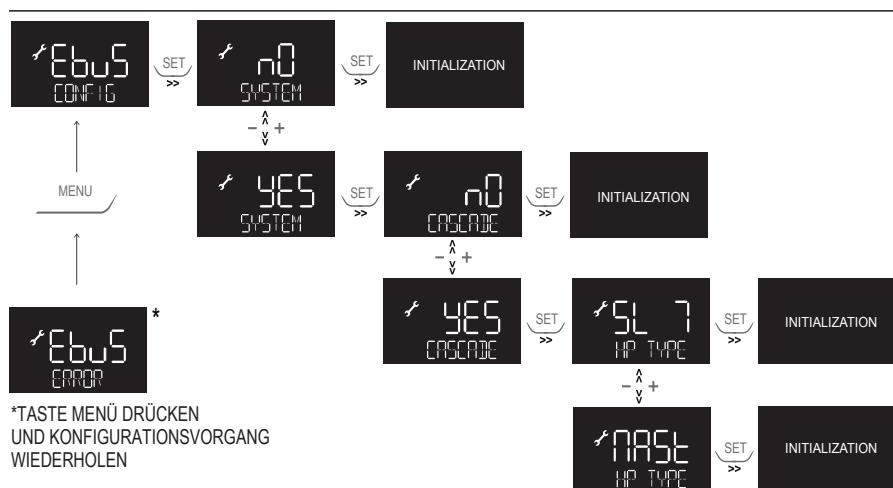 EbuS
CONFIG
SET
>>
nO
SYSTEM
SET
>>
INITIALIZATION
- +
MENU
YES
SYSTEM
SET
>>
nO
CASCADE
SET
>>
INITIALIZATION
- +
EbuS
ERROR
*
YES
CASCADE
SET
>>
SL 7
HP TYPE
SET
>>
INITIALIZATION
- +
*TASTE MENÜ DRÜCKEN
UND KONFIGURATIONSVORGANG
WIEDERHOLEN
MASt
HP TYPE
SET
>>
INITIALIZATION